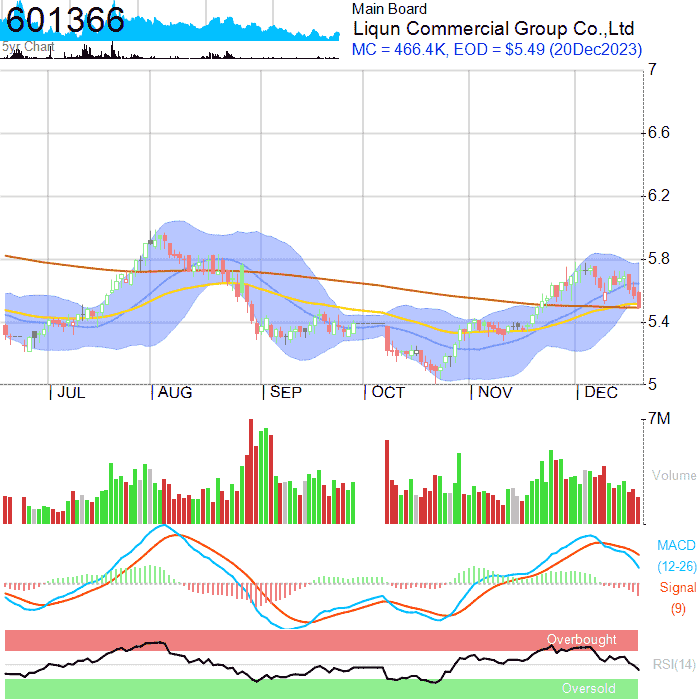 601366
5yr Chart
Main Board
Liqun Commercial Group Co.,Ltd
MC = 466.4K, EOD = $5.49 (20Dec2023)
7
6.6
6.2
5.8
5.4
5
JUL AUG SEP OCT NOV DEC
7M
Volume
MACD
(12-26)
Signal
(9)
Overbought
RSI(14)
Oversold